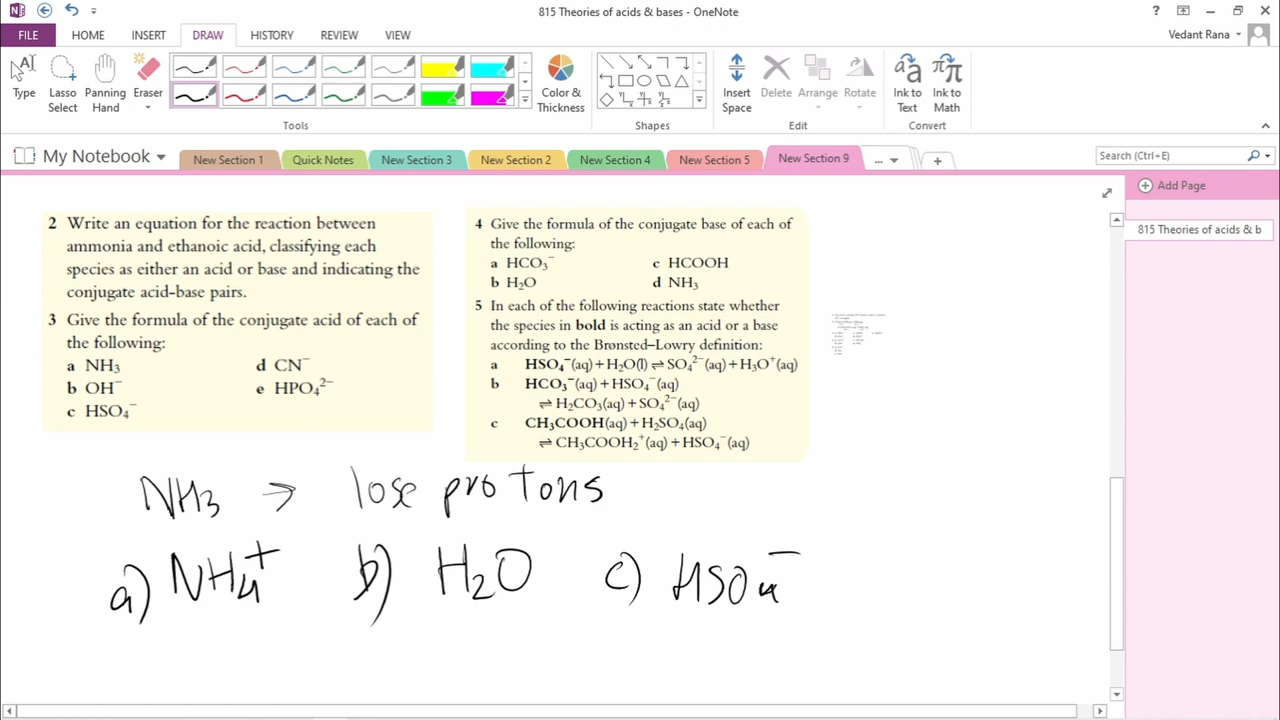 815 Theories of acids & bases - OneNote
Vedant Rana
FILE HOME INSERT DRAW HISTORY REVIEW VIEW
Type
Lasso Select
Panning Hand
Eraser
Color & Thickness
Insert Space
Delete
Arrange
Rotate
Ink to Text
Ink to Math
Tools
Shapes
Edit
Convert
My Notebook
New Section 1
Quick Notes
New Section 3
New Section 2
New Section 4
New Section 5
New Section 9
...
Search (Ctrl+E)
Add Page
815 Theories of acids & b
2 Write an equation for the reaction between
ammonia and ethanoic acid, classifying each
species as either an acid or base and indicating the
conjugate acid-base pairs.
3 Give the formula of the conjugate acid of each of
the following:
a NH₃ d CN⁻
b OH⁻ e HPO₄²⁻
c HSO₄⁻
4 Give the formula of the conjugate base of each of
the following:
a HCO₃⁻ c HCOOH
b H₂O d NH₃
5 In each of the following reactions state whether
the species in bold is acting as an acid or a base
according to the Brønsted–Lowry definition:
a HSO₄⁻(aq) + H₂O(l) ⇌ SO₄²⁻(aq) + H₃O⁺(aq)
b HCO₃⁻(aq) + HSO₄⁻(aq)
⇌ H₂CO₃(aq) + SO₄²⁻(aq)
c CH₃COOH(aq) + H₂SO₄(aq)
⇌ CH₃COOH₂⁺(aq) + HSO₄⁻(aq)
NH₃ → lose protons
a) NH₄⁺ b) H₂O c) HSO₄⁻